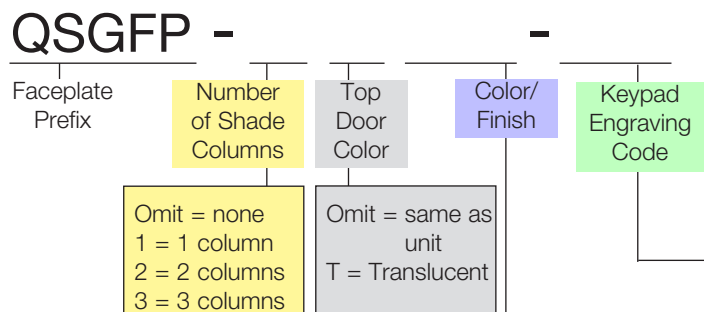 QSGFP - -
Faceplate
Prefix
Number
of Shade
Columns
Top
Door
Color
Color/
Finish
Keypad
Engraving
Code
Omit = none
1 = 1 column
2 = 2 columns
3 = 3 columns
Omit = same as
unit
T = Translucent